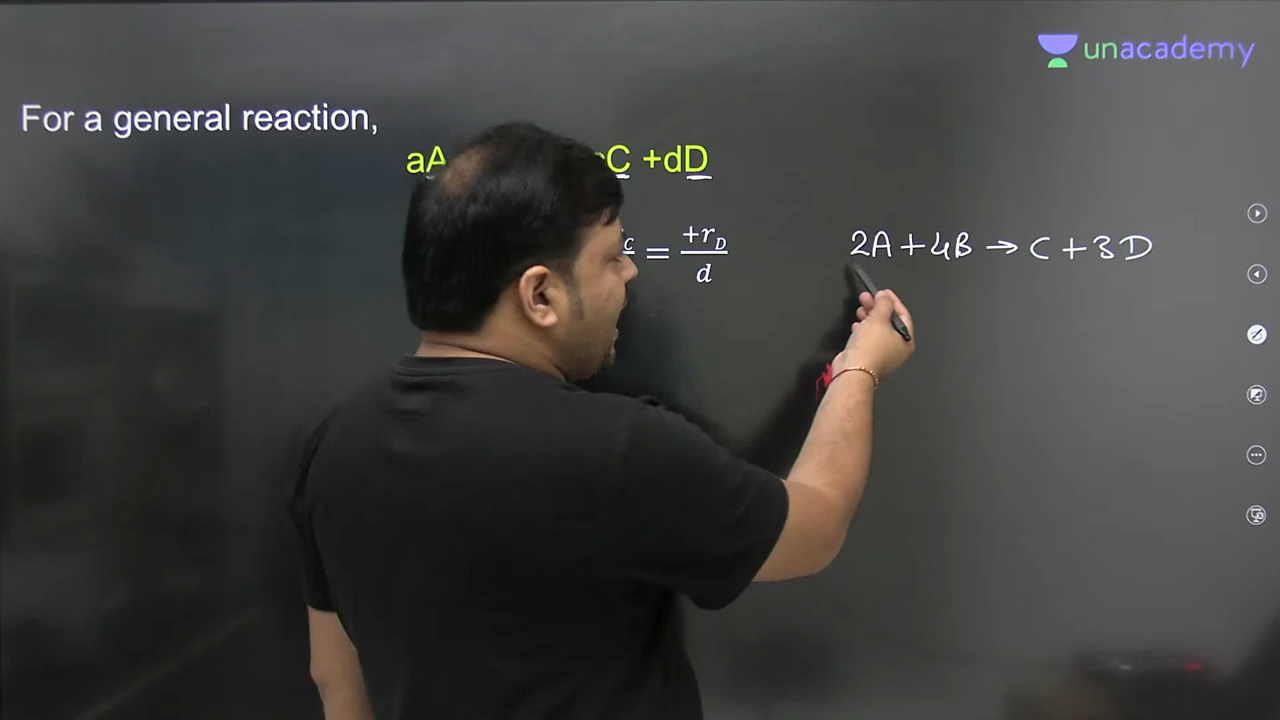 unacademy
For a general reaction,
aA C +dD
C = +r_D / d
2A + 4B → C + 3D